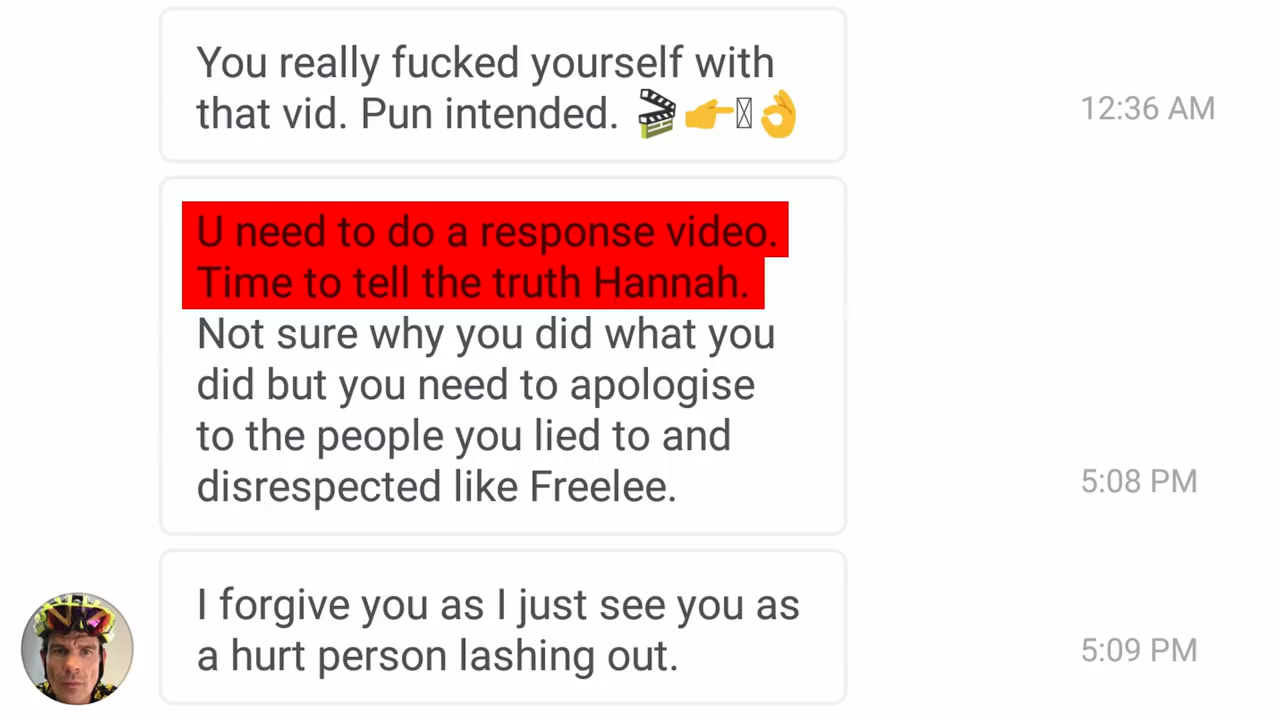 You really fucked yourself with
that vid. Pun intended. 🎬👉▯👌
12:36 AM
U need to do a response video.
Time to tell the truth Hannah.
Not sure why you did what you
did but you need to apologise
to the people you lied to and
disrespected like Freelee.
5:08 PM
I forgive you as I just see you as
a hurt person lashing out.
5:09 PM